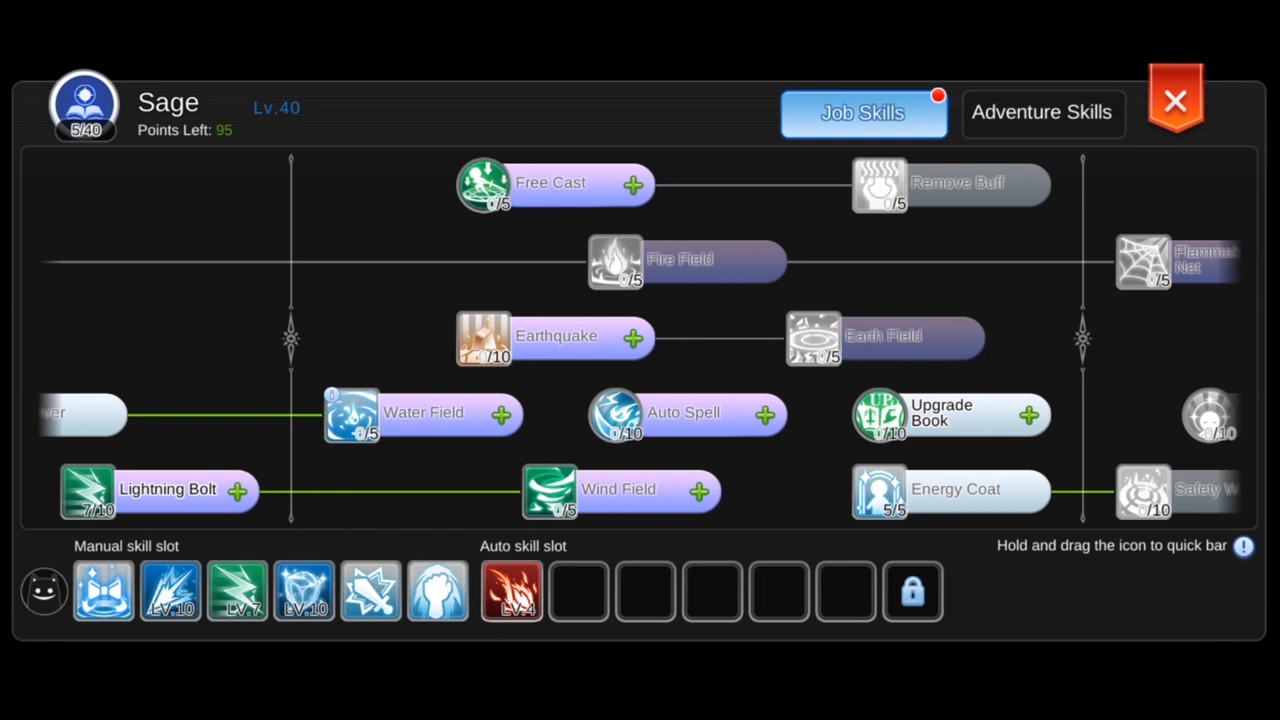 Sage
Lv.40
5/40
Points Left: 95
Job Skills
Adventure Skills
Free Cast
0/5
Remove Buff
0/5
Fire Field
0/5
Net
0/5
Earthquake
0/10
Earth Field
0/5
Water Field
0/5
Auto Spell
0/10
Upgrade
Book
0/10
0/10
Lightning Bolt
7/10
Wind Field
0/5
Energy Coat
5/5
Safety
0/10
Manual skill slot
Auto skill slot
Hold and drag the icon to quick bar
LV.10
LV.7
LV.10
LV.4